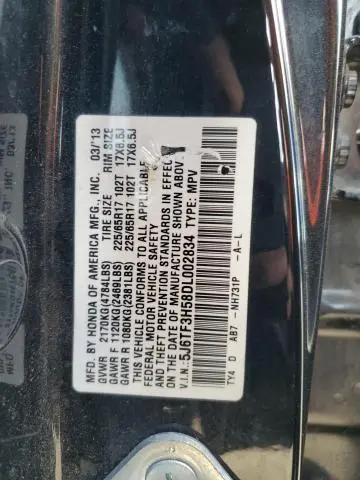 MFD. BY HONDA OF AMERICA MFG., INC. 03/13
TIRE SIZE RIM SIZE
GVWR 2170KG(4784LBS)
GAWR F 1120KG(2469LBS) 225/65R17 102T 17X6.5J
GAWR R 1080KG(2381LBS) 225/65R17 102T 17X6.5J
THIS VEHICLE CONFORMS TO ALL APPLICABLE
FEDERAL MOTOR VEHICLE SAFETY
AND THEFT PREVENTION STANDARDS IN EFFECT
DATE OF MANUFACTURE SHOWN ABOVE.
V.I.N.:5J6TF3H58DL002834 TYPE: MPV
TY4 D AB7 -NH731P -A-L